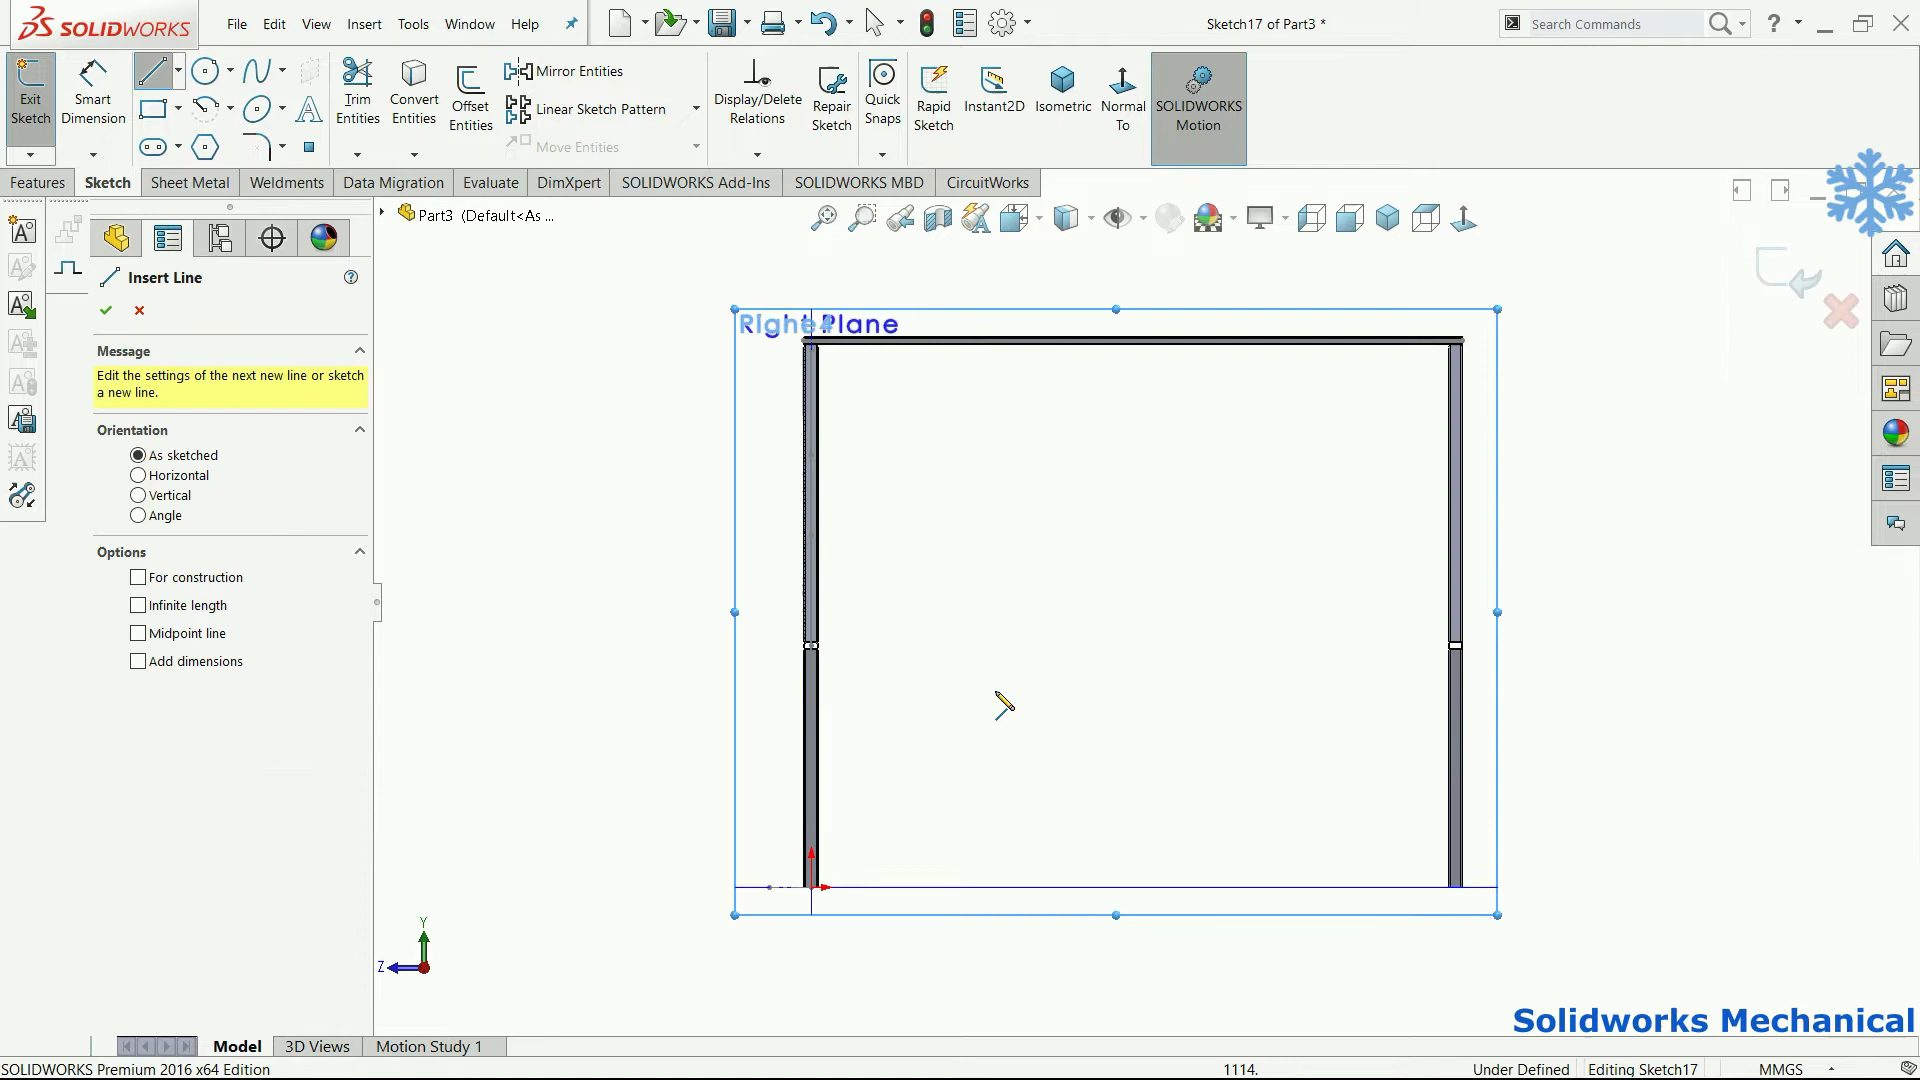 SOLIDWORKS
File Edit View Insert Tools Window Help
Sketch17 of Part3 *
Search Commands
Exit Sketch
Smart Dimension
Trim Entities
Convert Entities
Offset Entities
Mirror Entities
Linear Sketch Pattern
Move Entities
Display/Delete Relations
Repair Sketch
Quick Snaps
Rapid Sketch
Instant2D
Isometric
Normal To
SOLIDWORKS Motion
Features Sketch Sheet Metal Weldments Data Migration Evaluate DimXpert SOLIDWORKS Add-Ins SOLIDWORKS MBD CircuitWorks
Part3 (Default<As ...
Insert Line
Message
Edit the settings of the next new line or sketch
a new line.
Orientation
As sketched
Horizontal
Vertical
Angle
Options
For construction
Infinite length
Midpoint line
Add dimensions
Right Plane
Y
Z
Solidworks Mechanical
Model 3D Views Motion Study 1
SOLIDWORKS Premium 2016 x64 Edition
1114.
Under Defined
Editing Sketch17
MMGS